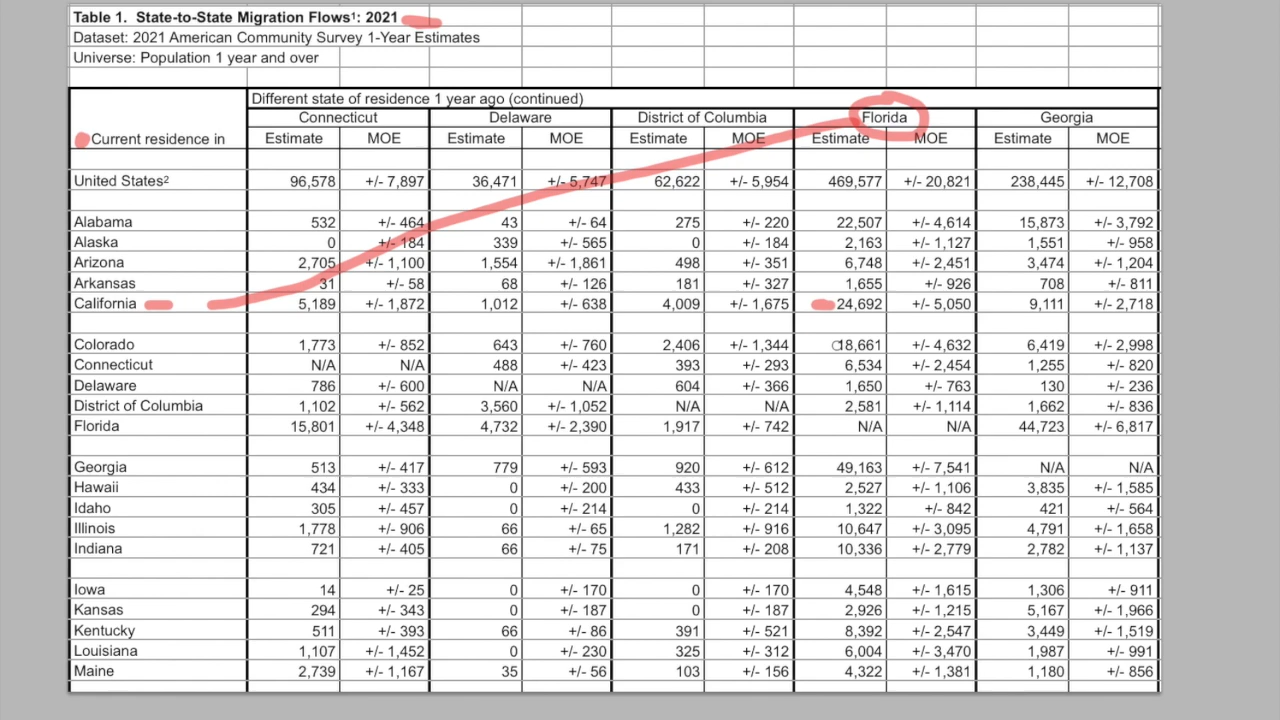 Table 1. State-to-State Migration Flows¹: 2021
Dataset: 2021 American Community Survey 1-Year Estimates
Universe: Population 1 year and over
Different state of residence 1 year ago (continued)
Connecticut Delaware District of Columbia Florida Georgia
Current residence in Estimate MOE Estimate MOE Estimate MOE Estimate MOE Estimate MOE
United States² 96,578 +/- 7,897 36,471 +/- 5,747 62,622 +/- 5,954 469,577 +/- 20,821 238,445 +/- 12,708
Alabama 532 +/- 464 43 +/- 64 275 +/- 220 22,507 +/- 4,614 15,873 +/- 3,792
Alaska 0 +/- 184 339 +/- 565 0 +/- 184 2,163 +/- 1,127 1,551 +/- 958
Arizona 2,705 +/- 1,100 1,554 +/- 1,861 498 +/- 351 6,748 +/- 2,451 3,474 +/- 1,204
Arkansas 31 +/- 58 68 +/- 126 181 +/- 327 1,655 +/- 926 708 +/- 811
California 5,189 +/- 1,872 1,012 +/- 638 4,009 +/- 1,675 24,692 +/- 5,050 9,111 +/- 2,718
Colorado 1,773 +/- 852 643 +/- 760 2,406 +/- 1,344 18,661 +/- 4,632 6,419 +/- 2,998
Connecticut N/A N/A 488 +/- 423 393 +/- 293 6,534 +/- 2,454 1,255 +/- 820
Delaware 786 +/- 600 N/A N/A 604 +/- 366 1,650 +/- 763 130 +/- 236
District of Columbia 1,102 +/- 562 3,560 +/- 1,052 N/A N/A 2,581 +/- 1,114 1,662 +/- 836
Florida 15,801 +/- 4,348 4,732 +/- 2,390 1,917 +/- 742 N/A N/A 44,723 +/- 6,817
Georgia 513 +/- 417 779 +/- 593 920 +/- 612 49,163 +/- 7,541 N/A N/A
Hawaii 434 +/- 333 0 +/- 200 433 +/- 512 2,527 +/- 1,106 3,835 +/- 1,585
Idaho 305 +/- 457 0 +/- 214 0 +/- 214 1,322 +/- 842 421 +/- 564
Illinois 1,778 +/- 906 66 +/- 65 1,282 +/- 916 10,647 +/- 3,095 4,791 +/- 1,658
Indiana 721 +/- 405 66 +/- 75 171 +/- 208 10,336 +/- 2,779 2,782 +/- 1,137
Iowa 14 +/- 25 0 +/- 170 0 +/- 170 4,548 +/- 1,615 1,306 +/- 911
Kansas 294 +/- 343 0 +/- 187 0 +/- 187 2,926 +/- 1,215 5,167 +/- 1,966
Kentucky 511 +/- 393 66 +/- 86 391 +/- 521 8,392 +/- 2,547 3,449 +/- 1,519
Louisiana 1,107 +/- 1,452 0 +/- 230 325 +/- 312 6,004 +/- 3,470 1,987 +/- 991
Maine 2,739 +/- 1,167 35 +/- 56 103 +/- 156 4,322 +/- 1,381 1,180 +/- 856